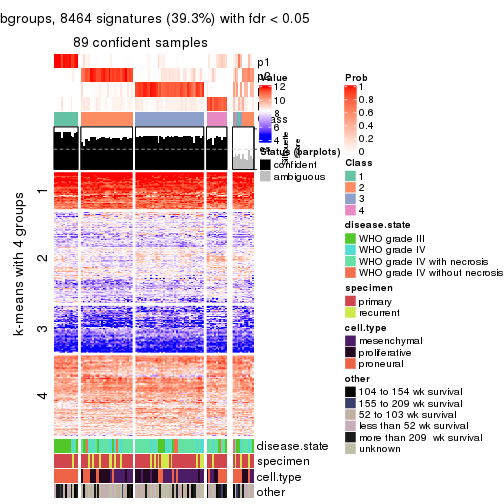 bgroups, 8464 signatures (39.3%) with fdr < 0.05
89 confident samples
p1
Value
12
10
8
6
4
Prob
1
0.8
0.6
0.4
0.2
0
Status (barplots)
confident
ambiguous
Silhouette
score
Class
1
2
3
4
disease.state
WHO grade III
WHO grade IV
WHO grade IV with necrosis
WHO grade IV without necrosis
specimen
primary
recurrent
cell.type
mesenchymal
proliferative
proneural
other
104 to 154 wk survival
155 to 209 wk survival
52 to 103 wk survival
less than 52 wk survival
more than 209 wk survival
unknown
k-means with 4 groups
1
2
3
4
disease.state
specimen
cell.type
other